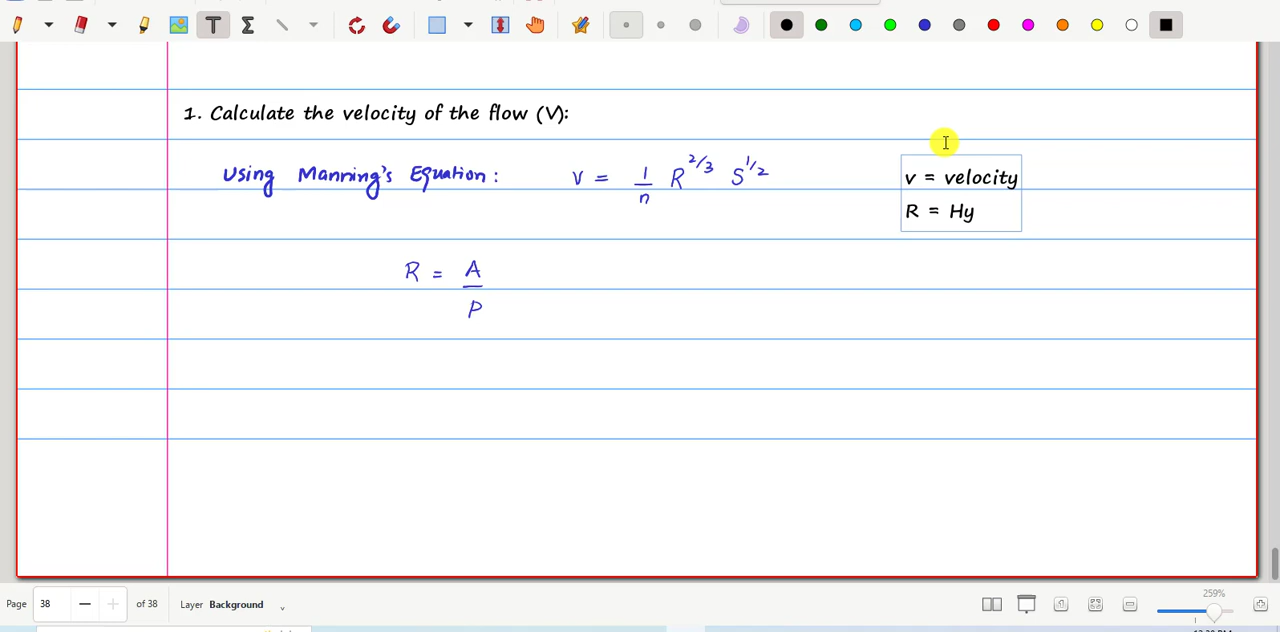 1. Calculate the velocity of the flow (V):
Using Manning's Equation: V = 1/n R^2/3 S^1/2
v = velocity
R = Hy
R = A/P
Page 38 of 38 Layer Background 259%